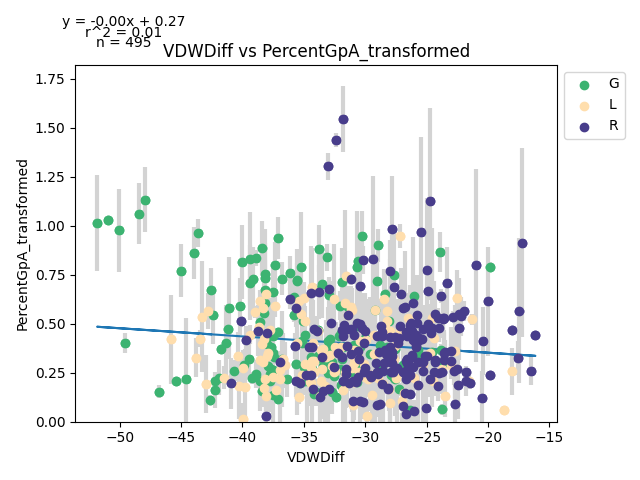 y = -0.00x + 0.27
r^2 = 0.01
n = 495
VDWDiff vs PercentGpA_transformed
G
L
R
PercentGpA_transformed
1.75
1.50
1.25
1.00
0.75
0.50
0.25
0.00
−50
−45
−40
−35
−30
−25
−20
−15
VDWDiff